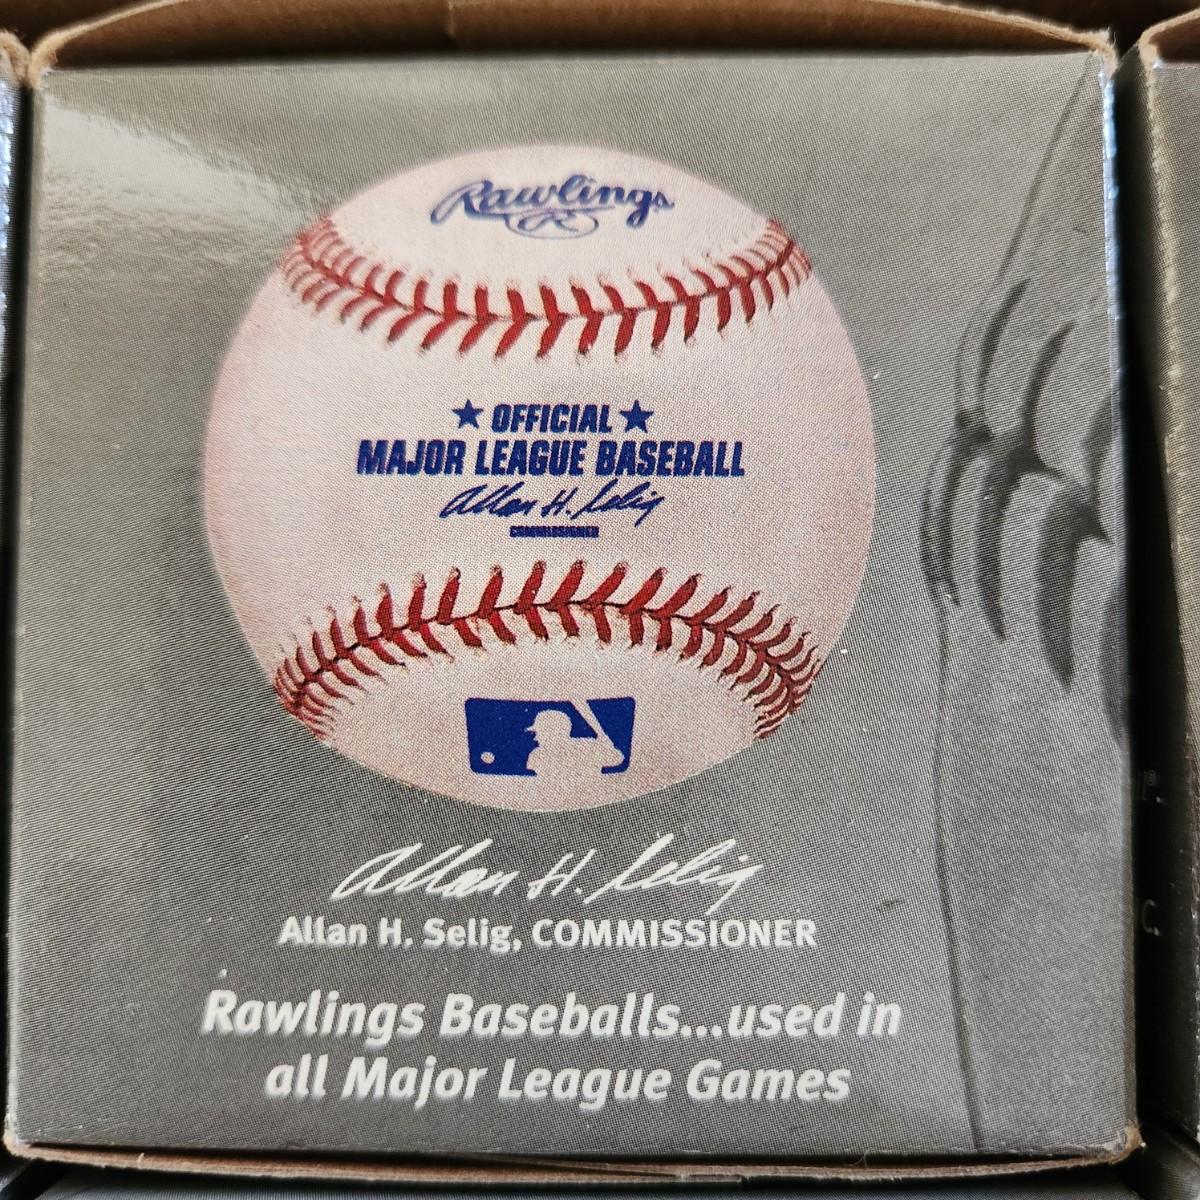 Rawlings
R
★ OFFICIAL ★
MAJOR LEAGUE BASEBALL
Allan H. Selig
COMMISSIONER
Allan H. Selig
Allan H. Selig, COMMISSIONER
Rawlings Baseballs...used in
all Major League Games